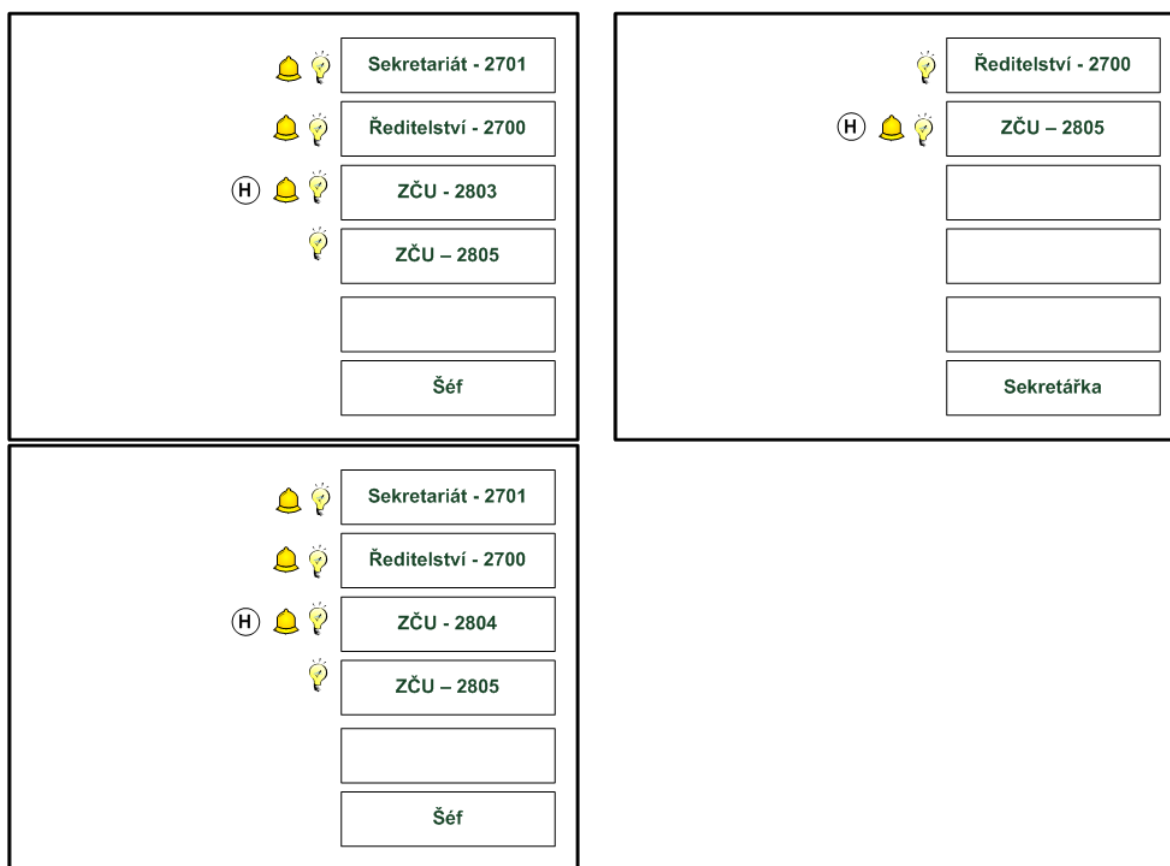 Sekretariát - 2701
Ředitelství - 2700
H
ZČU - 2803
ZČU – 2805
Šéf
Ředitelství - 2700
H
ZČU – 2805
Sekretářka
Sekretariát - 2701
Ředitelství - 2700
H
ZČU - 2804
ZČU – 2805
Šéf